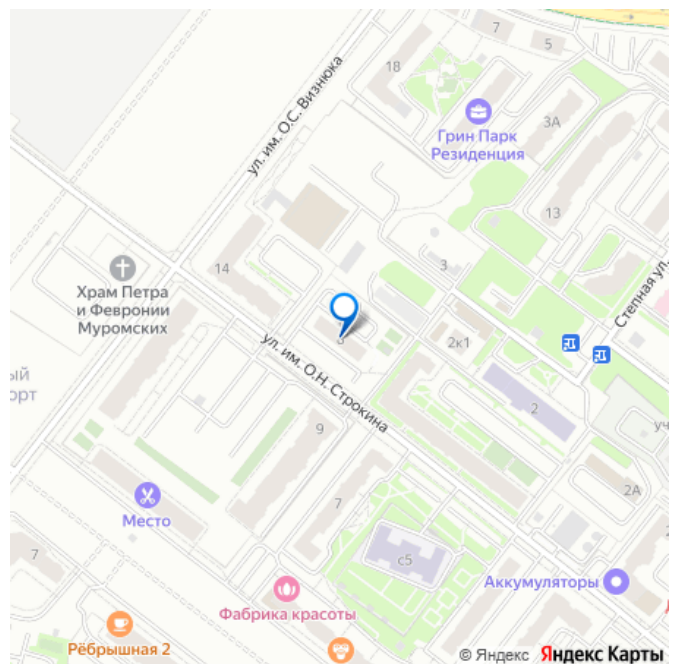 7
5
18
ул. им. О.С. Визнюка
3А
Грин Парк
Резиденция
13
3
14
Храм Петра
и Февронии
Муромских
Степная ул.
ул. им. О.Н. Строкина
2к1
ый
орт
2
9
уч
7
2А
Место
с5
2
7
Аккумуляторы
Фабрика красоты
Рёбрышная 2
© Яндекс Яндекс Карты